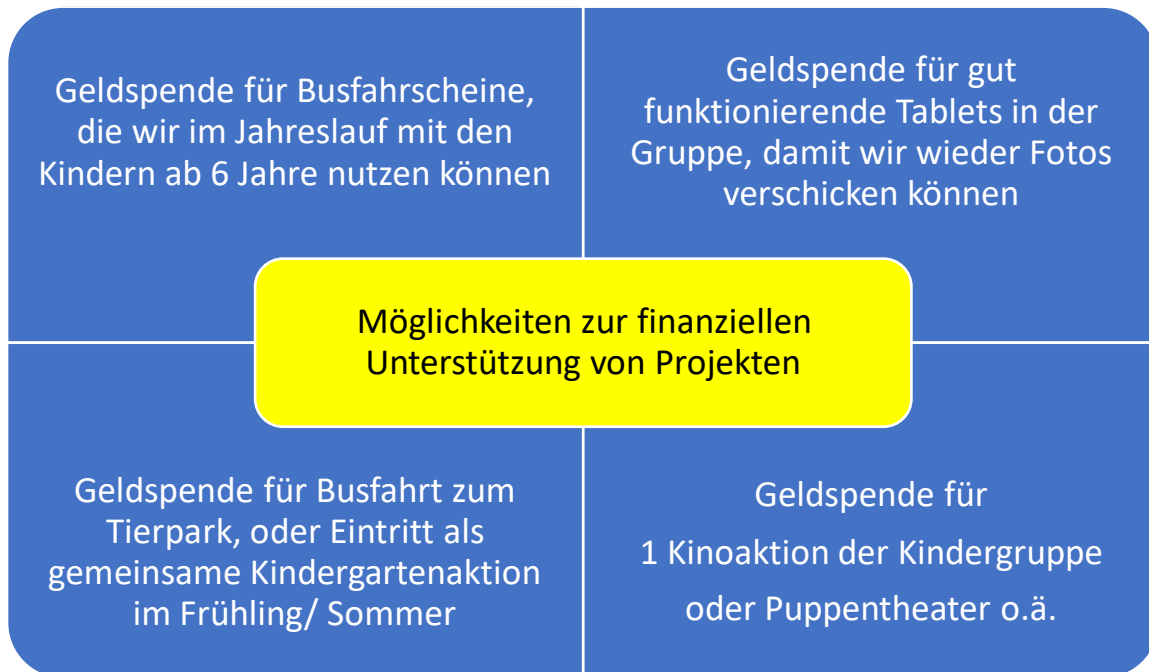 Geldspende für Busfahrscheine,
die wir im Jahreslauf mit den
Kindern ab 6 Jahre nutzen können
Geldspende für gut
funktionierende Tablets in der
Gruppe, damit wir wieder Fotos
verschicken können
Möglichkeiten zur finanziellen
Unterstützung von Projekten
Geldspende für Busfahrt zum
Tierpark, oder Eintritt als
gemeinsame Kindergartenaktion
im Frühling/ Sommer
Geldspende für
1 Kinoaktion der Kindergruppe
oder Puppentheater o.ä.